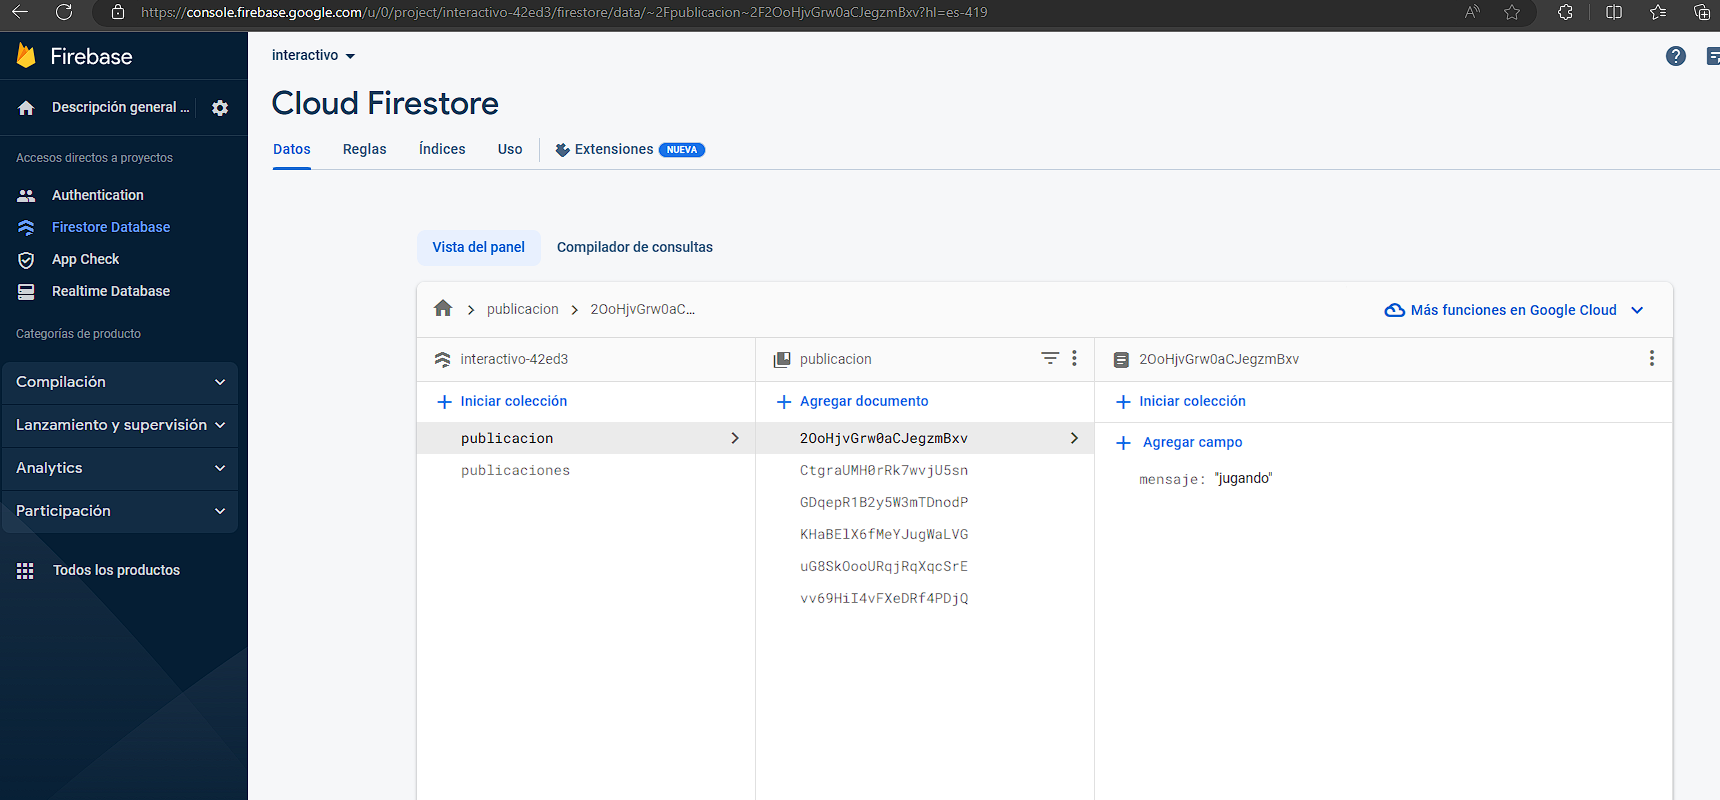 https://console.firebase.google.com/u/0/project/interactivo-42ed3/firestore/data/~2Fpublicacion~2F2OoHjvGrw0aCJegzmBxv?hl=es-419
Firebase
Descripción general ...
Accesos directos a proyectos
Authentication
Firestore Database
App Check
Realtime Database
Categorías de producto
Compilación
Lanzamiento y supervisión
Analytics
Participación
Todos los productos
interactivo
Cloud Firestore
Datos Reglas Índices Uso Extensiones NUEVA
Vista del panel Compilador de consultas
publicacion 2OoHjvGrw0aC... Más funciones en Google Cloud
interactivo-42ed3
Iniciar colección
publicacion
publicaciones
publicacion
Agregar documento
2OoHjvGrw0aCJegzmBxv
CtgraUMH0rRk7wvjU5sn
GDqepR1B2y5W3mTDnodP
KHaBElX6fMeYJugWaLVG
uG8SkOooURqjRqXqcSrE
vv69HiI4vFXeDRf4PDjQ
2OoHjvGrw0aCJegzmBxv
Iniciar colección
Agregar campo
mensaje: "jugando"